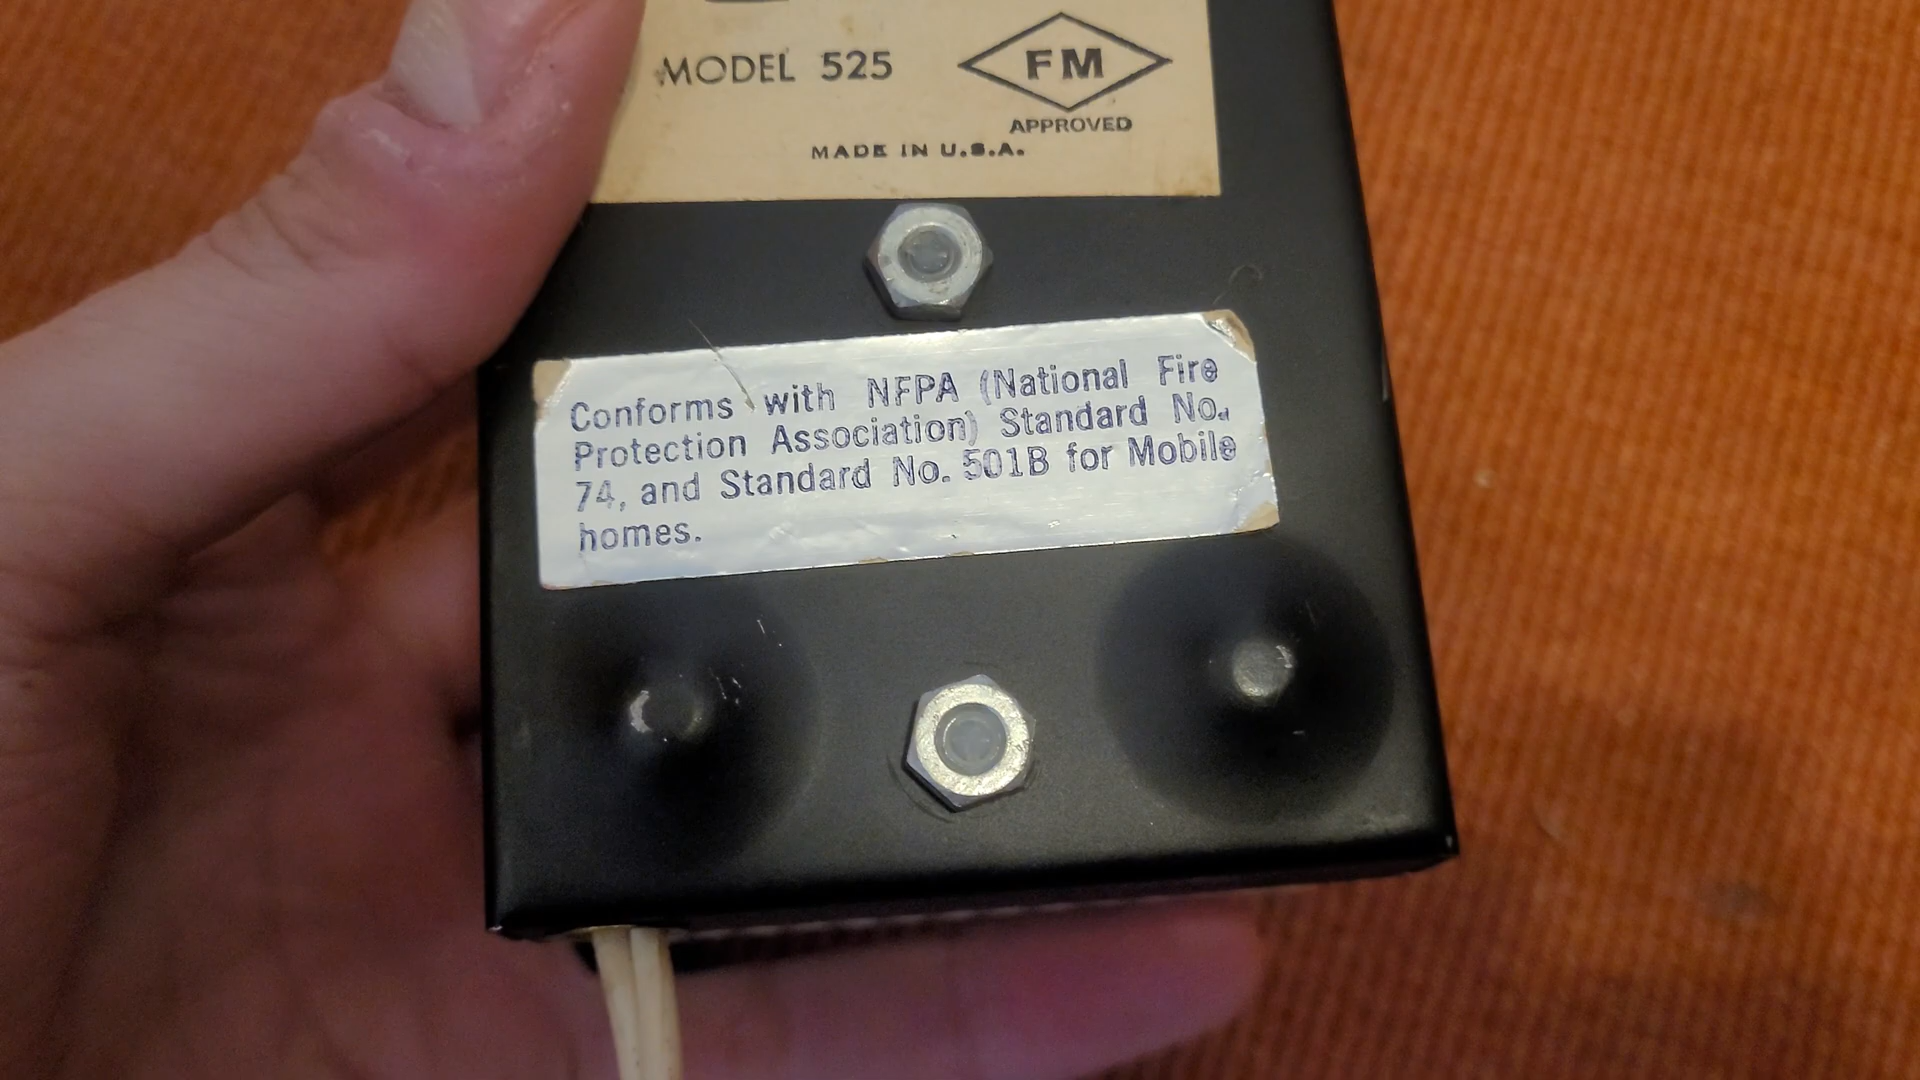 MODEL 525
FM
APPROVED
MADE IN U.S.A.
Conforms with NFPA (National Fire
Protection Association) Standard No.
74, and Standard No. 501B for Mobile
homes.